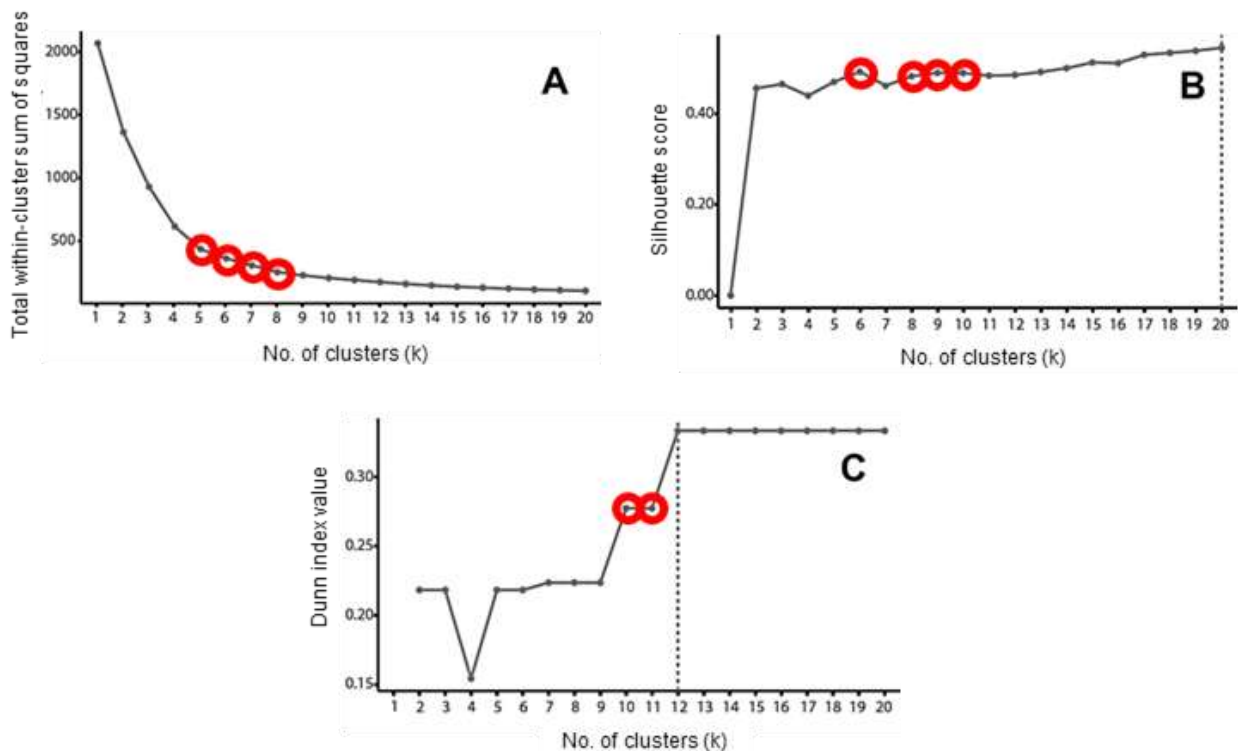 Total within-cluster sum of squares
2000
1500
1000
500
A
1 2 3 4 5 6 7 8 9 10 11 12 13 14 15 16 17 18 19 20
No. of clusters (k)
Silhouette score
0.40
0.20
0.00
B
1 2 3 4 5 6 7 8 9 10 11 12 13 14 15 16 17 18 19 20
No. of clusters (k)
Dunn index value
0.30
0.25
0.20
0.15
C
1 2 3 4 5 6 7 8 9 10 11 12 13 14 15 16 17 18 19 20
No. of clusters (k)